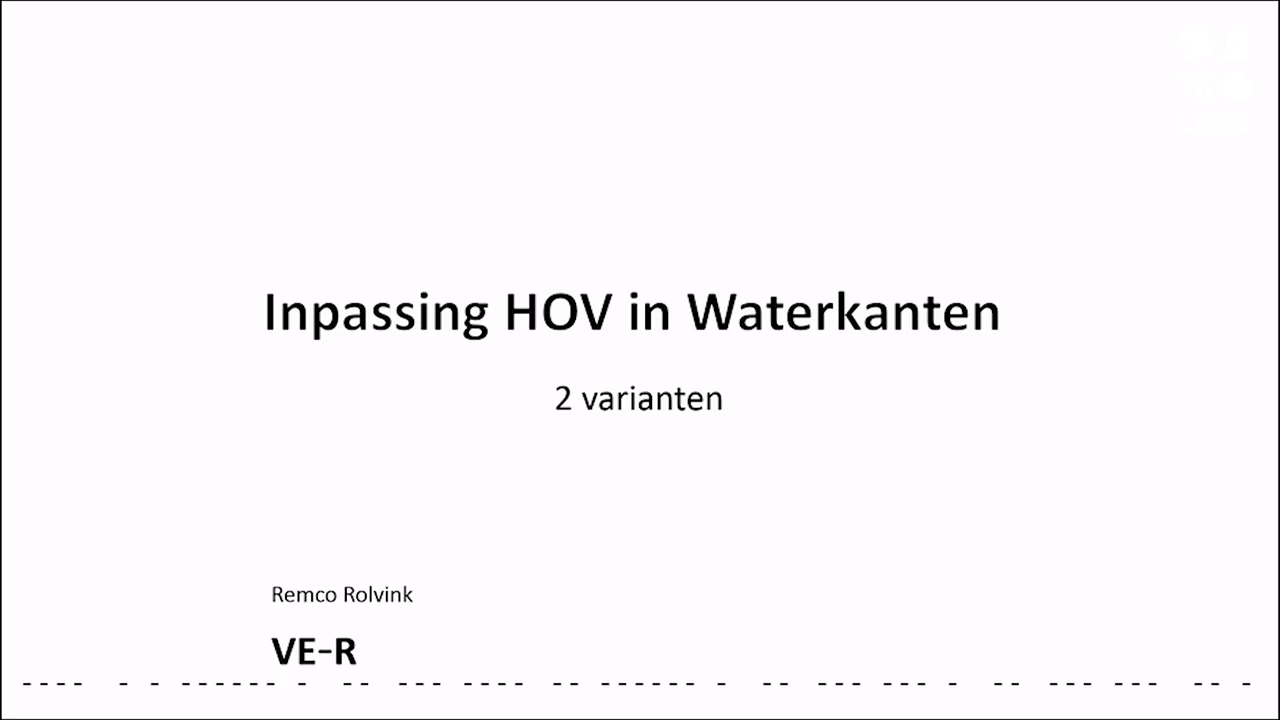 Inpassing HOV in Waterkanten
2 varianten
Remco Rolvink
VE-R